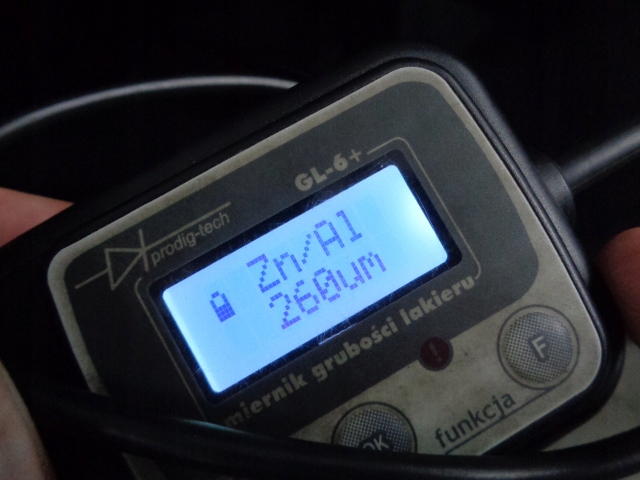 GL-6+
prodig-tech
Zn/Al
260um
miernik grubości lakieru
!
F
OK
funkcja